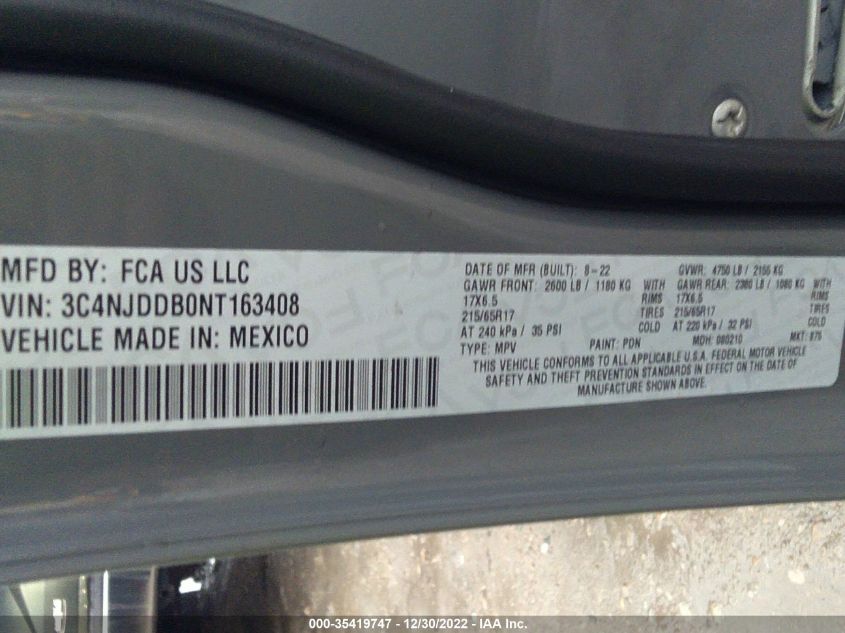 MFD BY: FCA US LLC
VIN: 3C4NJDDB0NT163408
VEHICLE MADE IN: MEXICO
DATE OF MFR (BUILT): 8-22 GVWR: 4750 LB / 2155 KG
GAWR FRONT: 2600 LB / 1180 KG WITH GAWR REAR: 2380 LB / 1080 KG WITH
17X6.5 RIMS 17X6.5 RIMS
215/65R17 TIRES 215/65R17 TIRES
AT 240 kPa / 35 PSI COLD AT 220 kPa / 32 PSI COLD
TYPE: MPV PAINT: PDN MDH: 080210 MKT: 875
THIS VEHICLE CONFORMS TO ALL APPLICABLE U.S.A. FEDERAL MOTOR VEHICLE
SAFETY AND THEFT PREVENTION STANDARDS IN EFFECT ON THE DATE OF
MANUFACTURE SHOWN ABOVE.
000-35419747 - 12/30/2022 - IAA Inc.